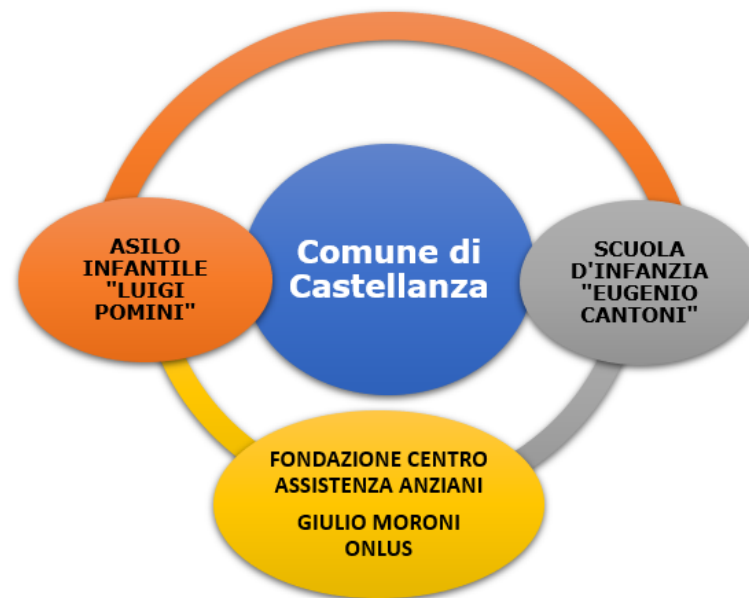 Comune di
Castellanza
ASILO
INFANTILE
"LUIGI
POMINI"
SCUOLA
D'INFANZIA
"EUGENIO
CANTONI"
FONDAZIONE CENTRO
ASSISTENZA ANZIANI
GIULIO MORONI
ONLUS